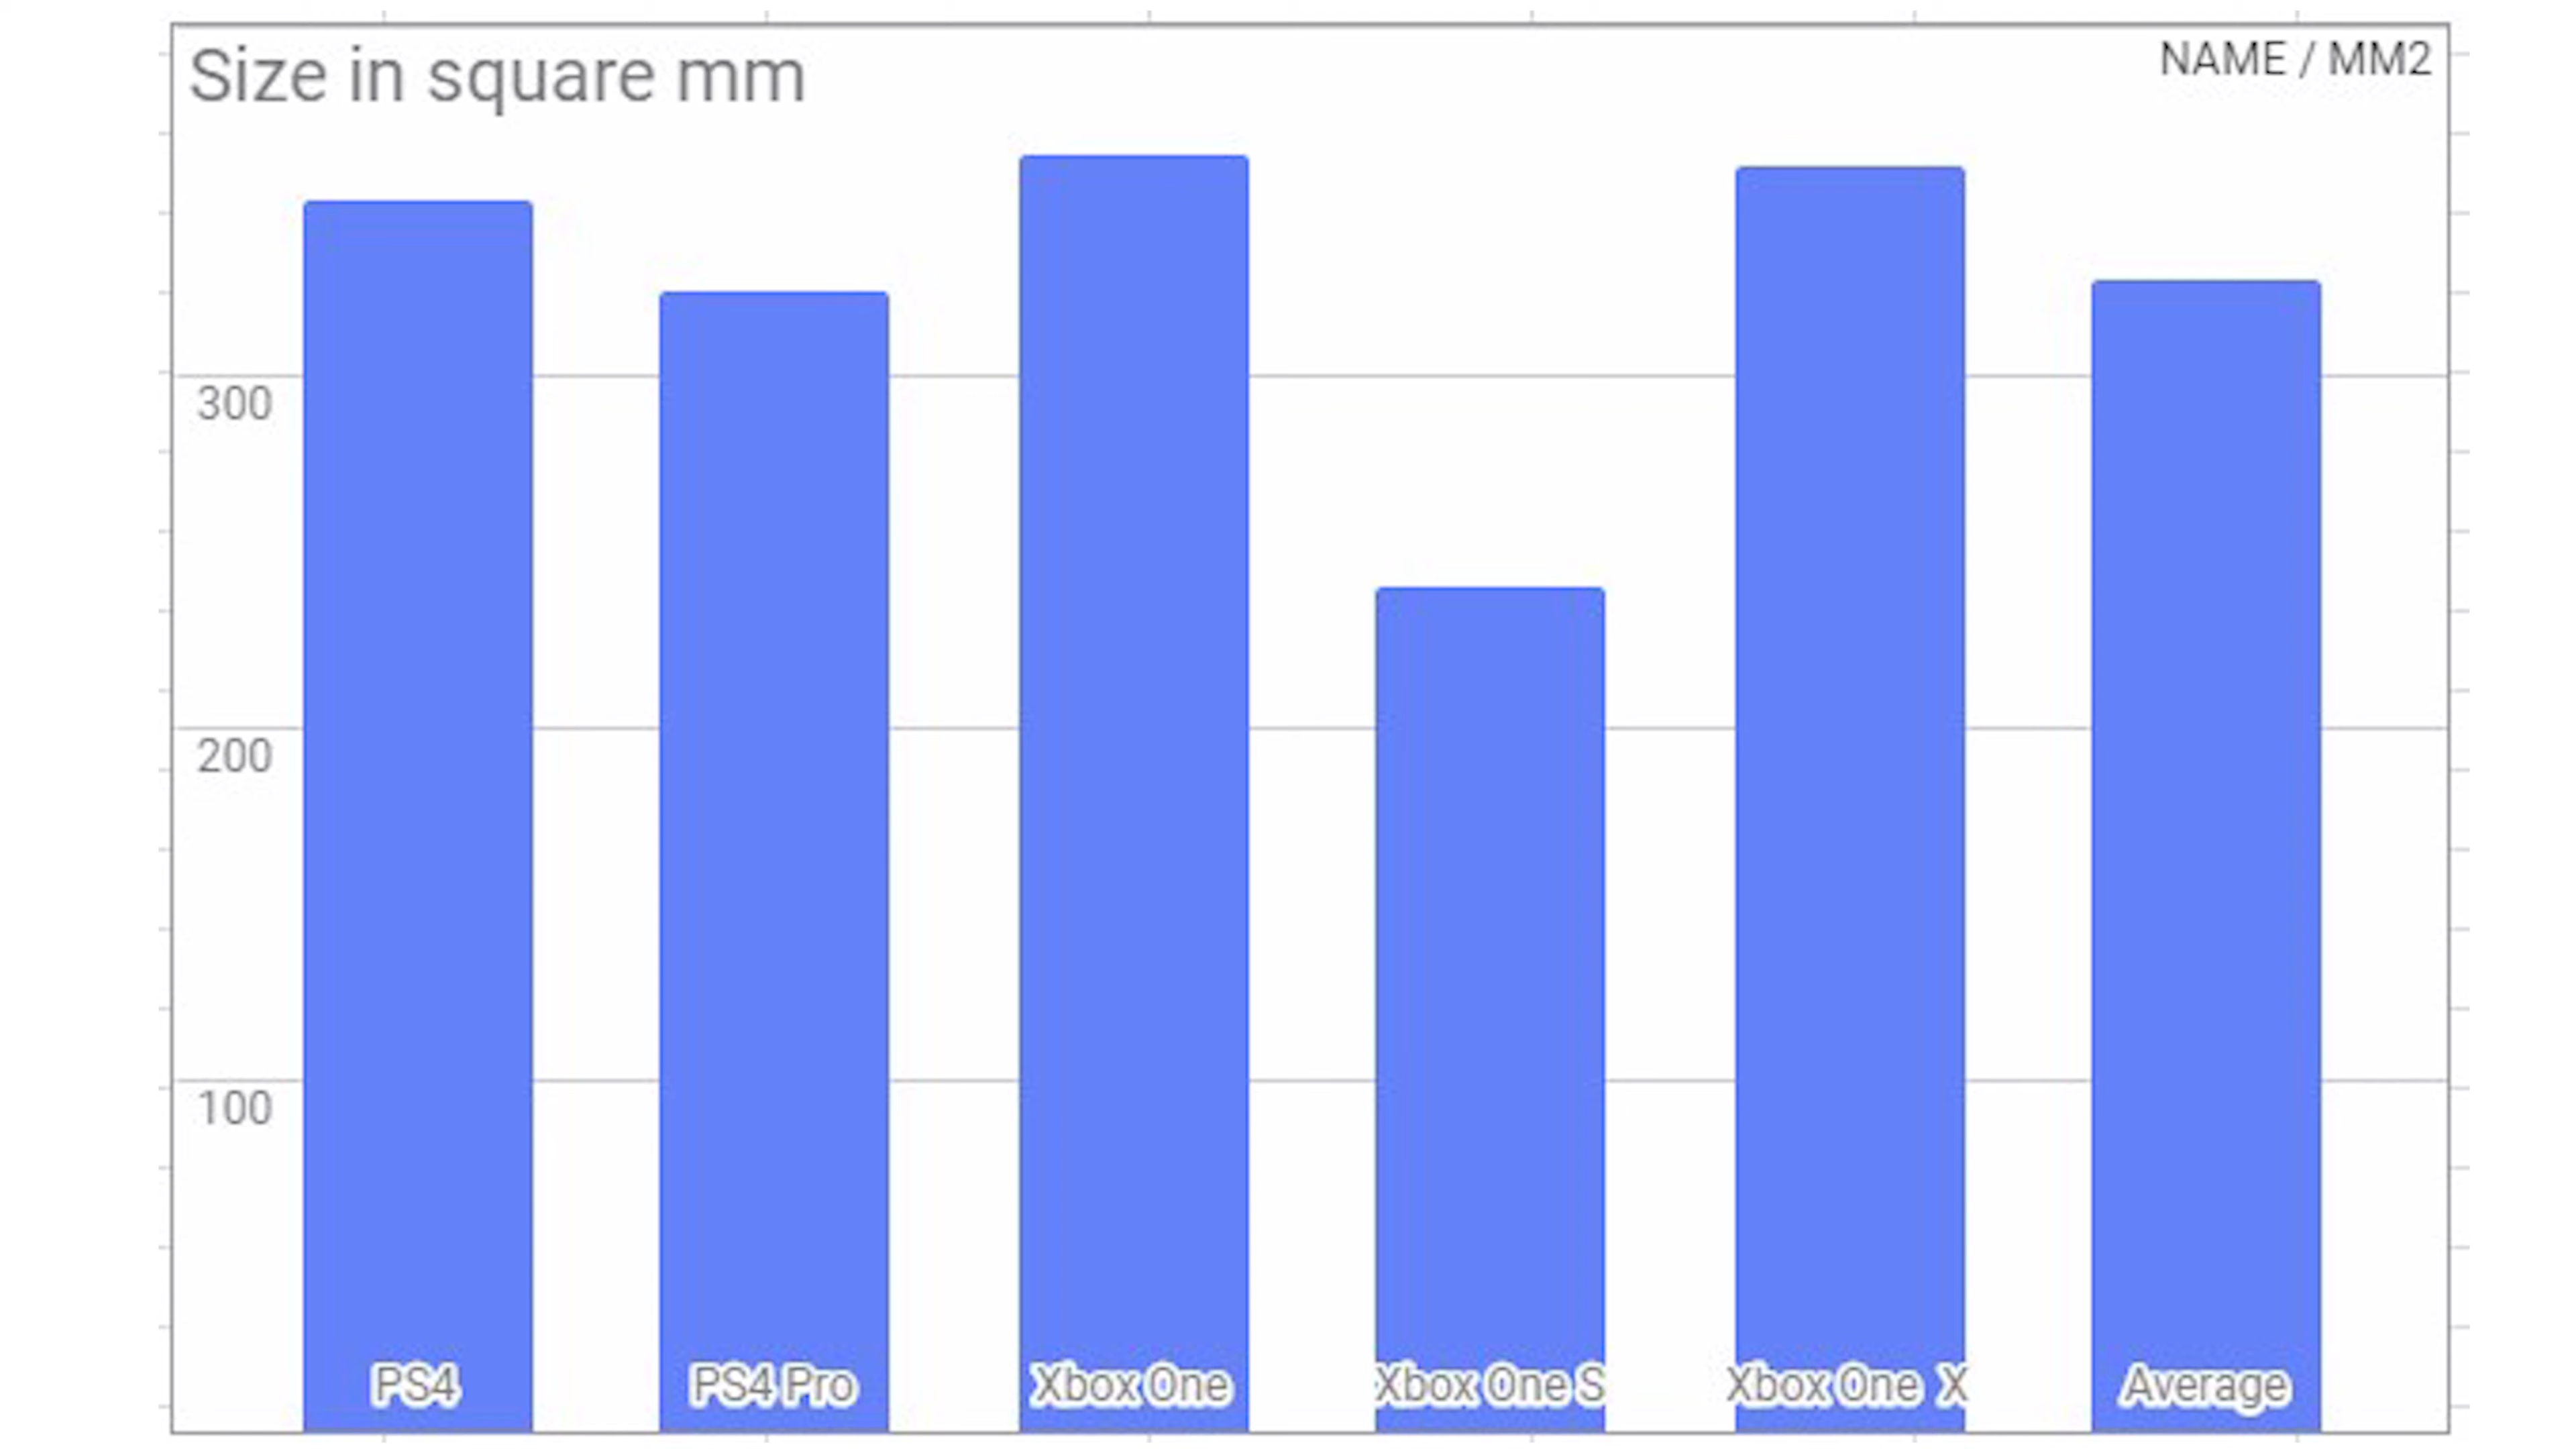 Size in square mm
NAME / MM2
300
200
100
PS4
PS4 Pro
Xbox One
Xbox One S
Xbox One X
Average